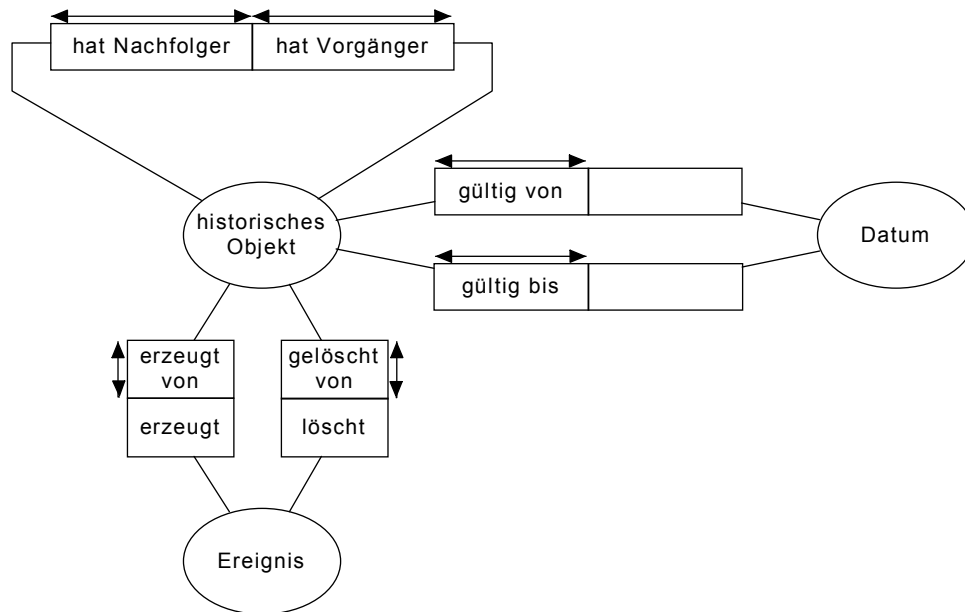 hat Nachfolger
hat Vorgänger
historisches
Objekt
gültig von
gültig bis
Datum
erzeugt
von
erzeugt
gelöscht
von
löscht
Ereignis